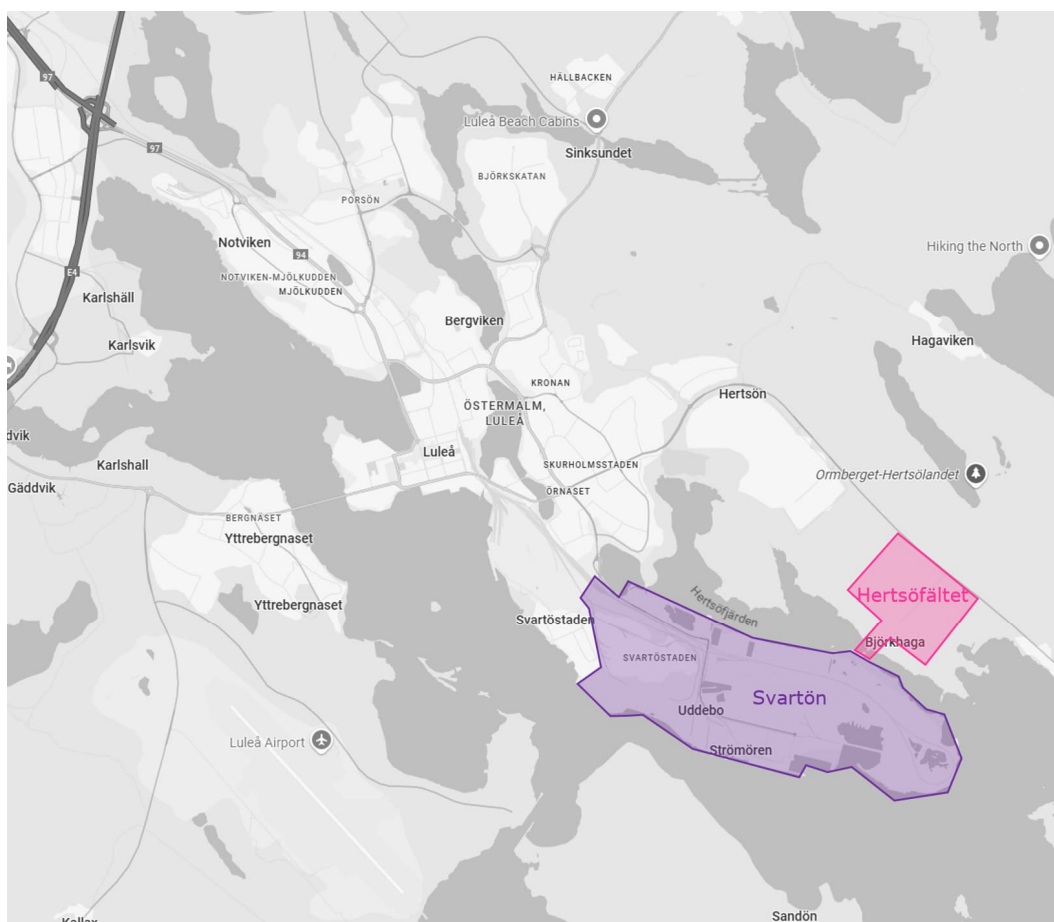 97
HÄLLBACKEN
Luleå Beach Cabins
97
Sinksundet
BJÖRKSKATAN
PORSÖN
Notviken
94
Hiking the North
E4
NOTVIKEN-MJÖLKUDDEN
MJÖLKUDDEN
Karlshäll
Bergviken
Hagaviken
Karlsvik
KRONAN
Hertsön
ÖSTERMALM,
LULEÅ
dvik
Luleå
Karlshall
SKURHOLMSSTADEN
Ormberget-Hertsölandet
Gäddvik
ÖRNÄSET
BERGNÄSET
Yttrebergnaset
Hertsöfältet
Yttrebergnaset
Hertsöfjärden
Svartöstaden
Björkhaga
SVARTÖSTADEN
Svartön
Uddebo
Luleå Airport
Strömören
Sandön
Kallax